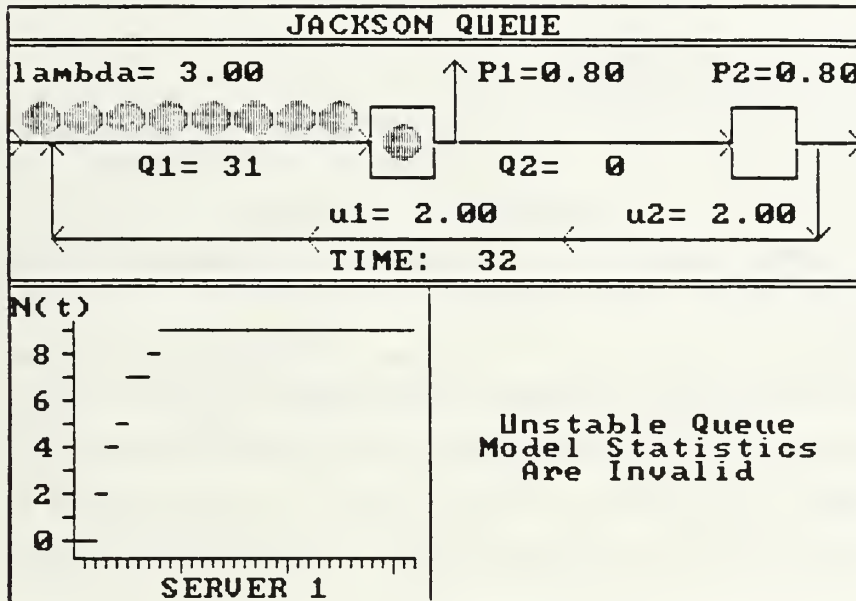 JACKSON QUEUE
lambda= 3.00
P1=0.80
P2=0.80
Q1= 31
Q2= 0
u1= 2.00
u2= 2.00
TIME: 32
N(t)
8
6
4
2
0
SERVER 1
Unstable Queue
Model Statistics
Are Invalid